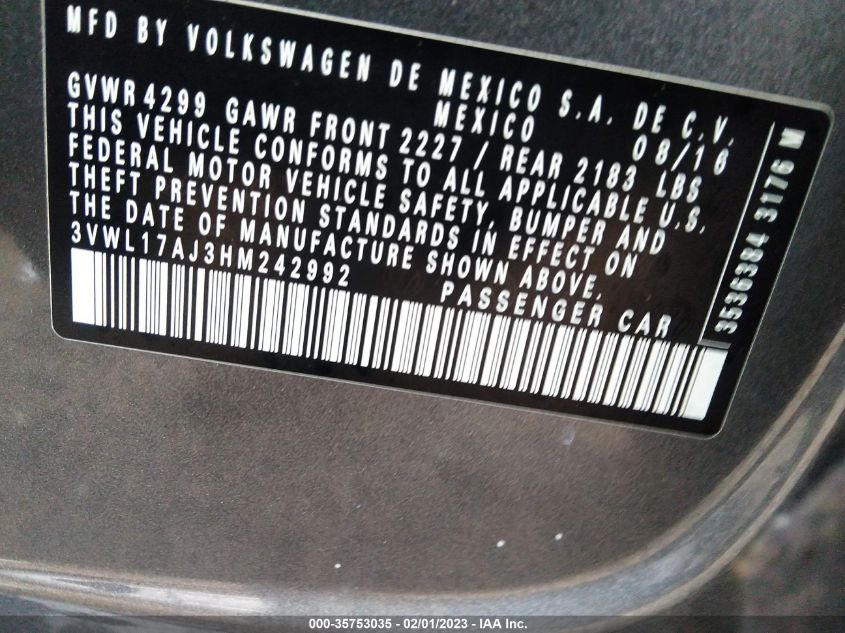 MFD BY VOLKSWAGEN DE MEXICO S.A. DE C.V.
MEXICO 08/16
GVWR 4299 GAWR FRONT 2227 / REAR 2183 LBS
THIS VEHICLE CONFORMS TO ALL APPLICABLE U.S.
FEDERAL MOTOR VEHICLE SAFETY, BUMPER AND
THEFT PREVENTION STANDARDS IN EFFECT ON
THE DATE OF MANUFACTURE SHOWN ABOVE.
3VWL17AJ3HM242992 PASSENGER CAR
3536384 3176 M
000-35753035 - 02/01/2023 - IAA Inc.